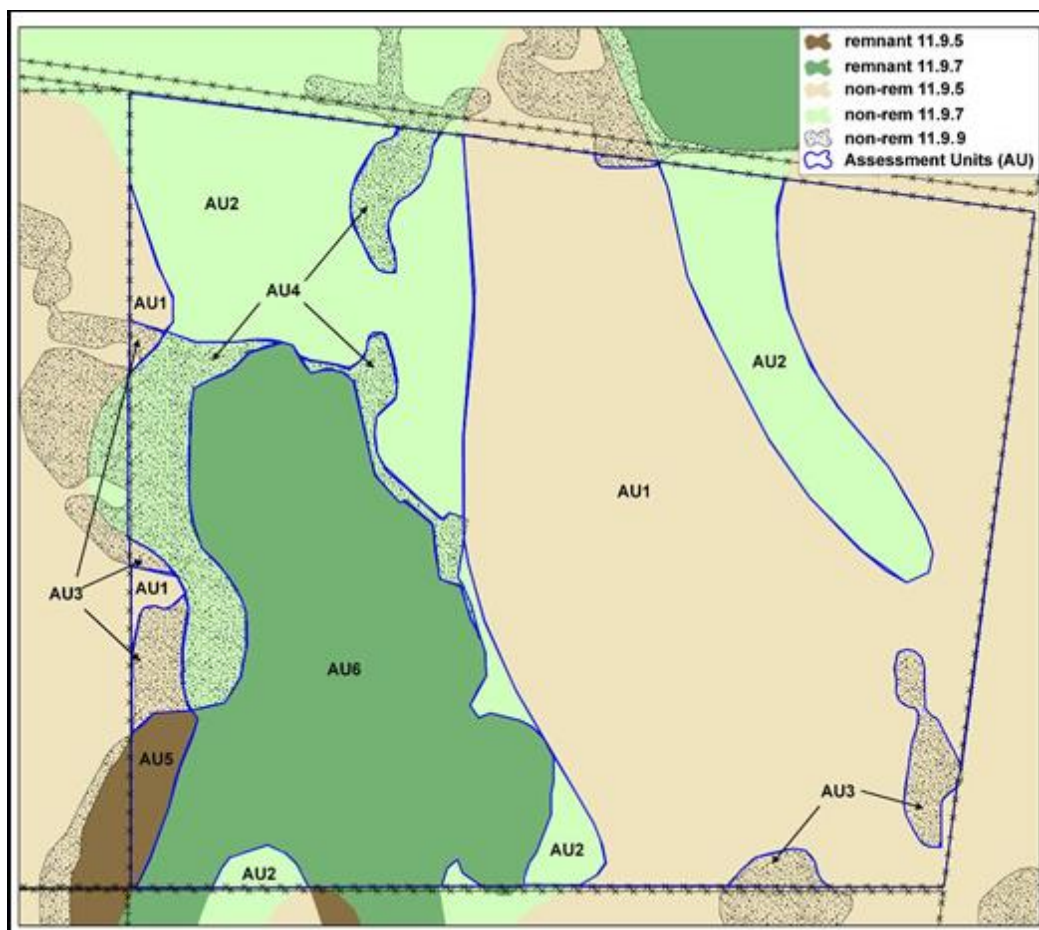 remnant 11.9.5
remnant 11.9.7
non-rem 11.9.5
non-rem 11.9.7
non-rem 11.9.9
Assessment Units (AU)
AU2
AU4
AU1
AU2
AU1
AU3
AU1
AU6
AU5
AU3
AU2
AU2